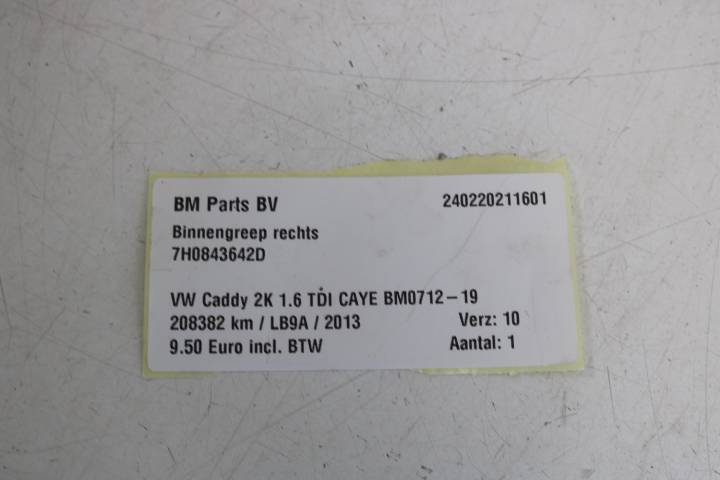 BM Parts BV 240220211601
Binnengreep rechts
7H0843642D
VW Caddy 2K 1.6 TDI CAYE BM0712-19
208382 km / LB9A / 2013 Verz: 10
9.50 Euro incl. BTW Aantal: 1